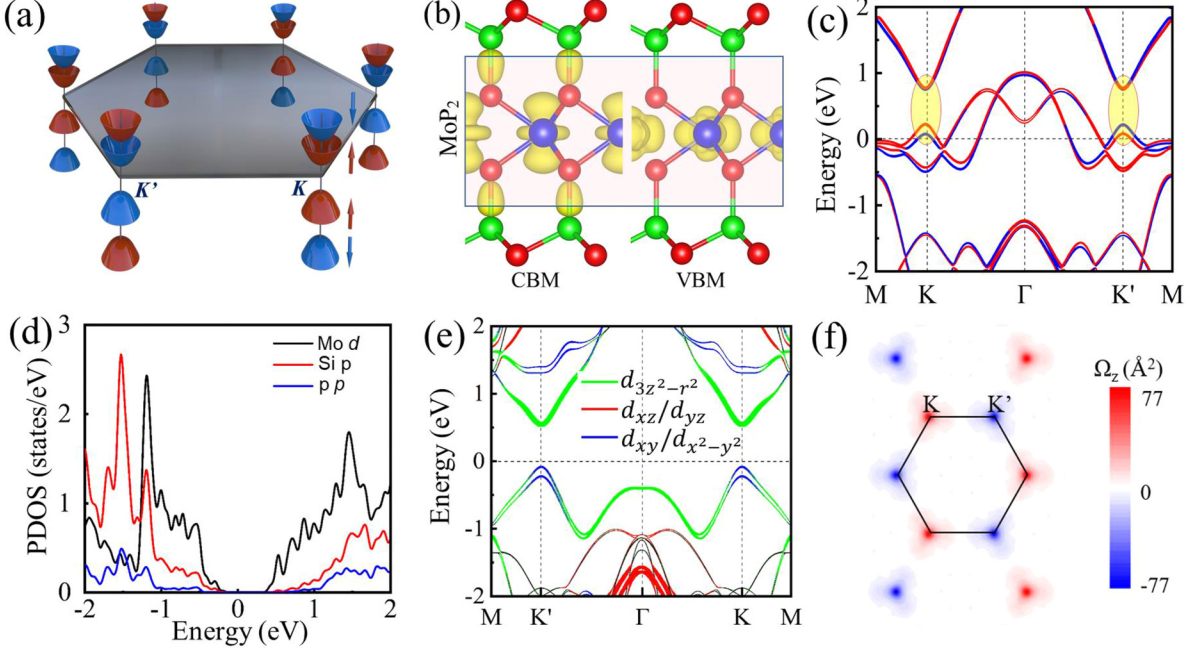 (a)
K'
K
(b)
MoP₂
CBM
VBM
(c)
Energy (eV)
2
1
0
-1
-2
M
K
Γ
K'
M
(d)
PDOS (states/eV)
3
2
1
0
-2
-1
0
1
2
Energy (eV)
Mo d
Si p
p p
(e)
Energy (eV)
2
1
0
-1
-2
d₃z²−r²
dxz/dyz
dxy/dx²−y²
M
K'
Γ
K
M
(f)
K
K'
Ωz (Å²)
77
0
-77